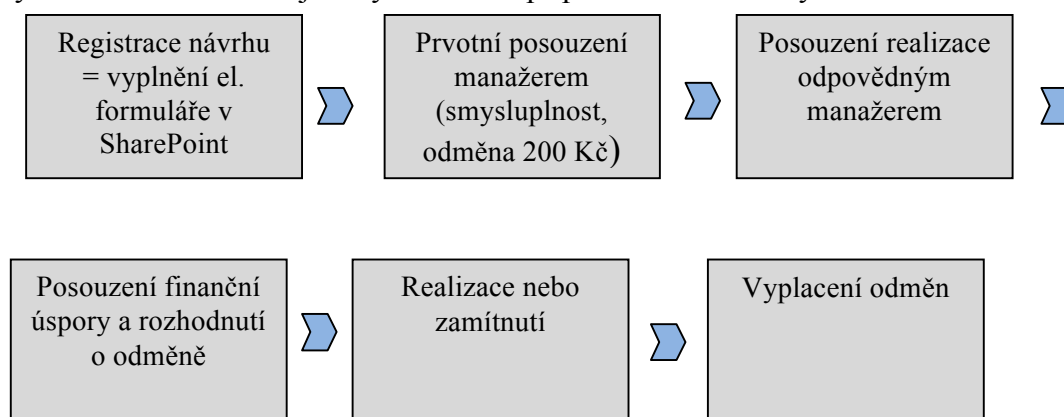 Registrace návrhu
= vyplnění el.
formuláře v
SharePoint
Prvotní posouzení
manažerem
(smysluplnost,
odměna 200 Kč)
Posouzení realizace
odpovědným
manažerem
Posouzení finanční
úspory a rozhodnutí
o odměně
Realizace nebo
zamítnutí
Vyplacení odměn